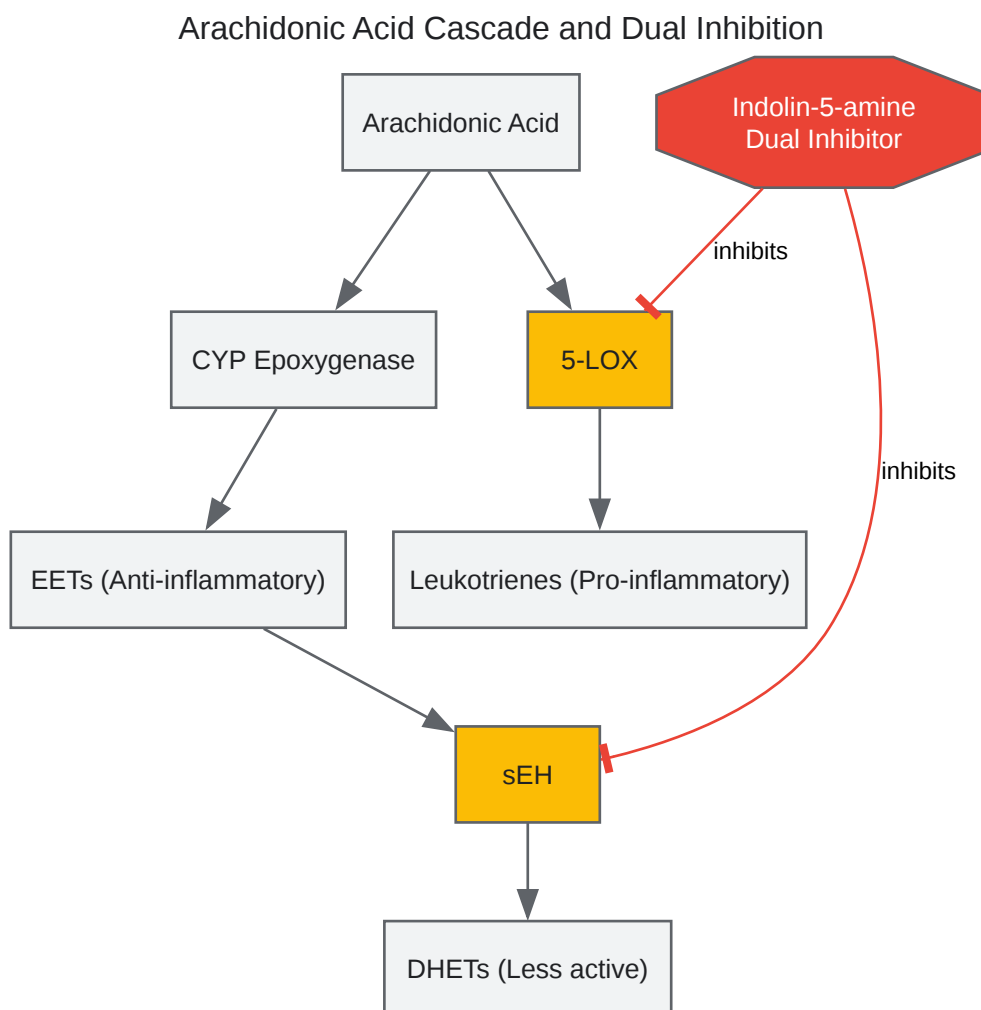 Arachidonic Acid Cascade and Dual Inhibition
Arachidonic Acid
Indolin-5-amine
Dual Inhibitor
inhibits
CYP Epoxygenase
5-LOX
inhibits
EETs (Anti-inflammatory)
Leukotrienes (Pro-inflammatory)
sEH
DHETs (Less active)